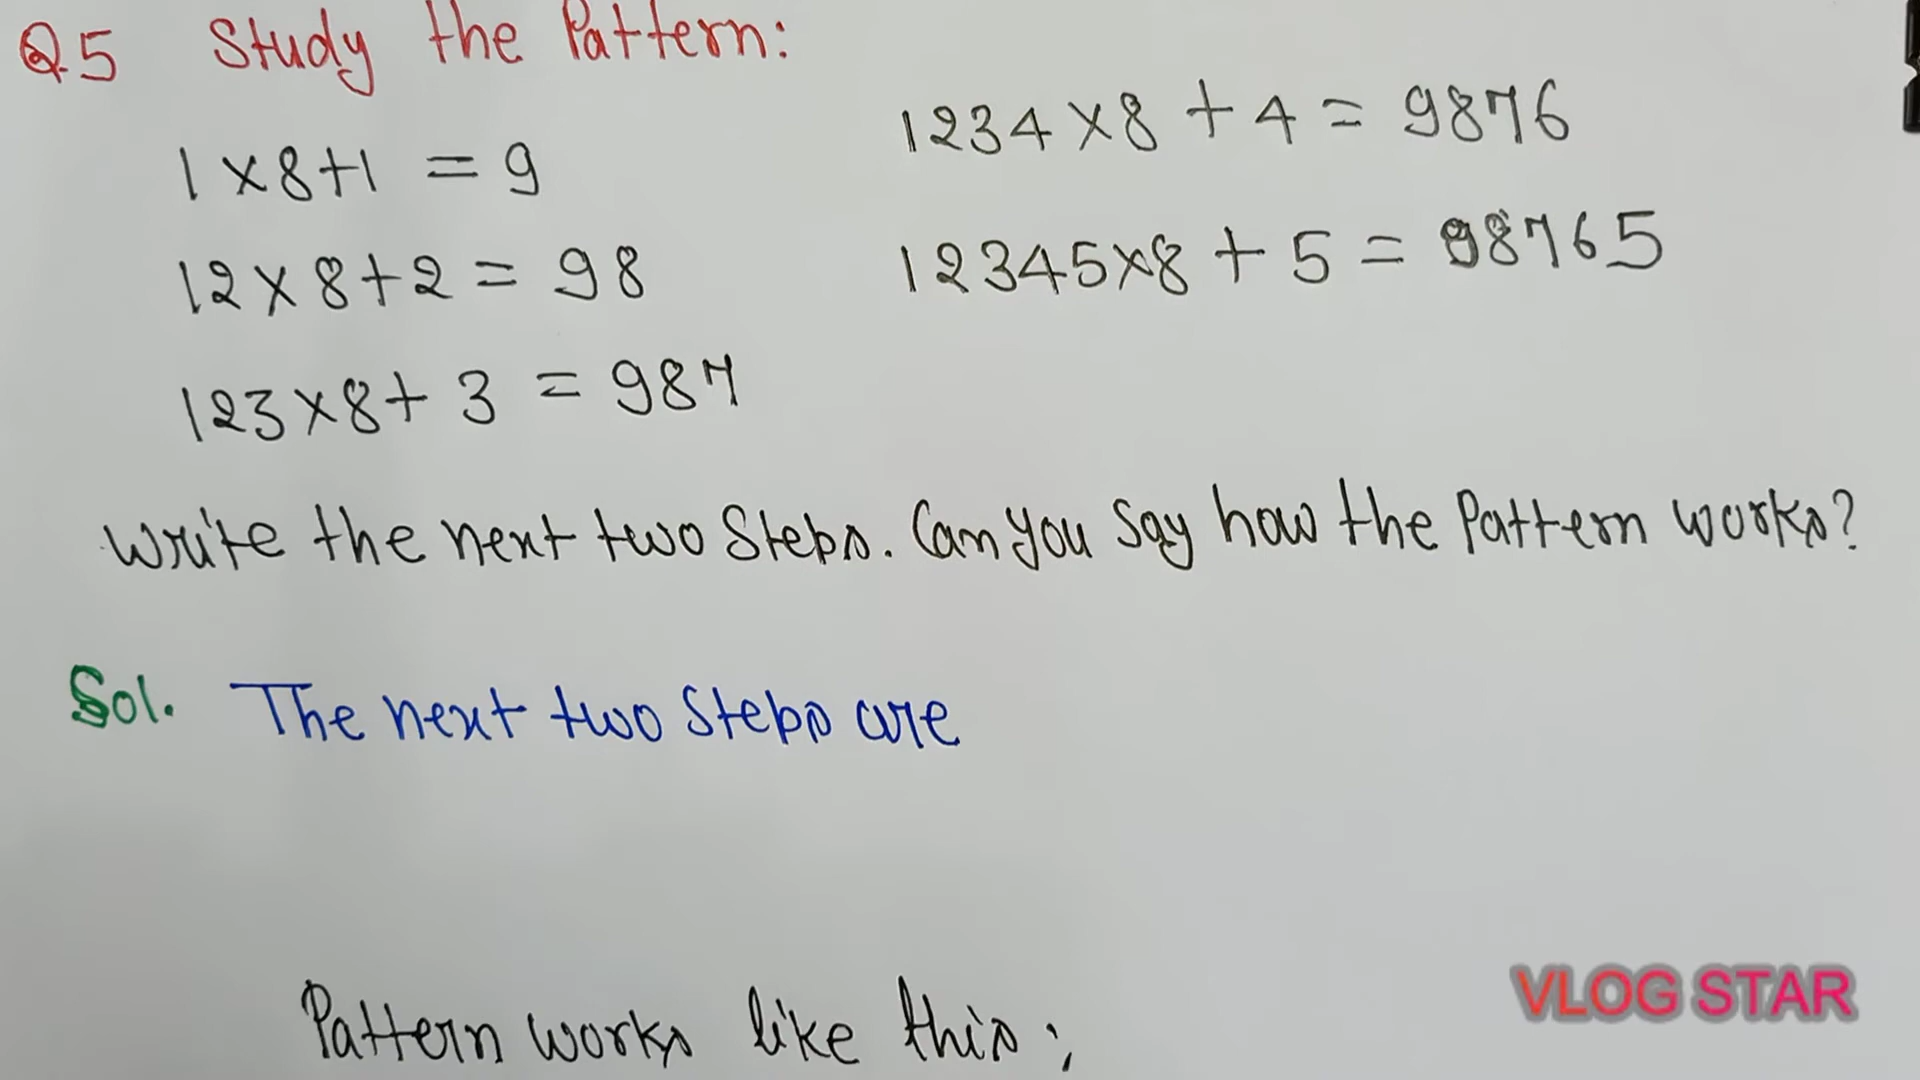 Q.5 Study the Pattern:
1 × 8 + 1 = 9
12 × 8 + 2 = 98
123 × 8 + 3 = 987
1234 × 8 + 4 = 9876
12345 × 8 + 5 = 98765
Write the next two Steps. Can you Say how the Pattern works?
Sol. The next two Steps are
Pattern works like this:
VLOG STAR